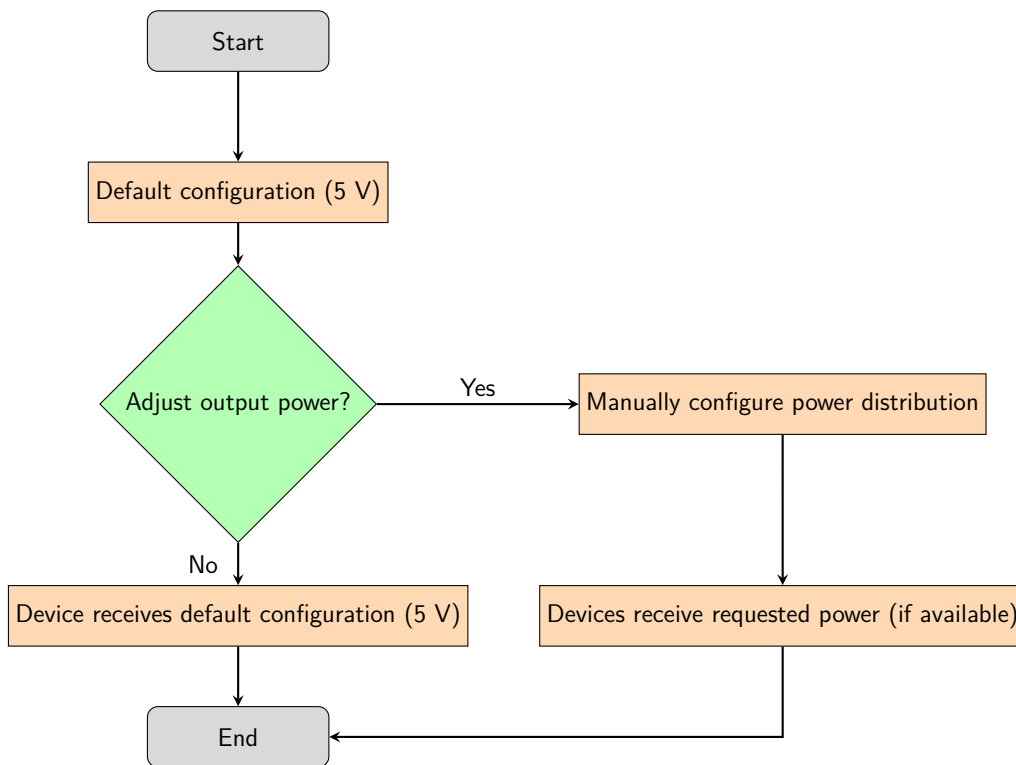 Start
Default configuration (5 V)
Adjust output power?
Yes
Manually configure power distribution
No
Device receives default configuration (5 V)
Devices receive requested power (if available)
End